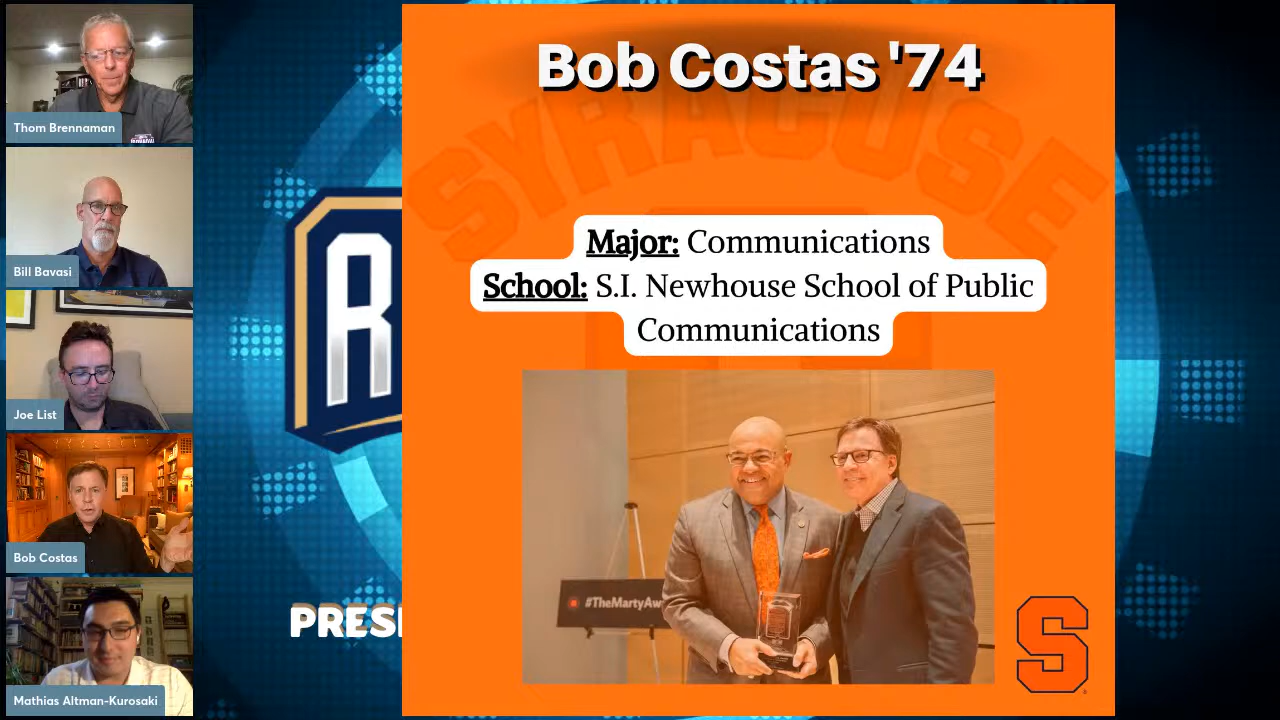 Thom Brennaman
Bill Bavasi
Joe List
Bob Costas
Mathias Altman-Kurosaki
PRES
Bob Costas '74
SYRACUSE
Major: Communications
School: S.I. Newhouse School of Public
Communications
#TheMartyAw
S